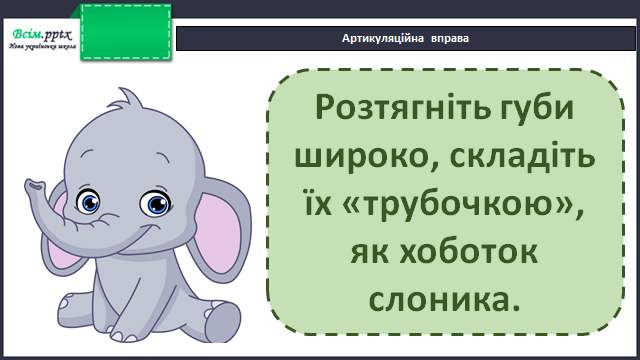 Всім.pptx
Нова українська школа
Артикуляційна вправа
Розтягніть губи
широко, складіть
їх «трубочкою»,
як хоботок
слоника.